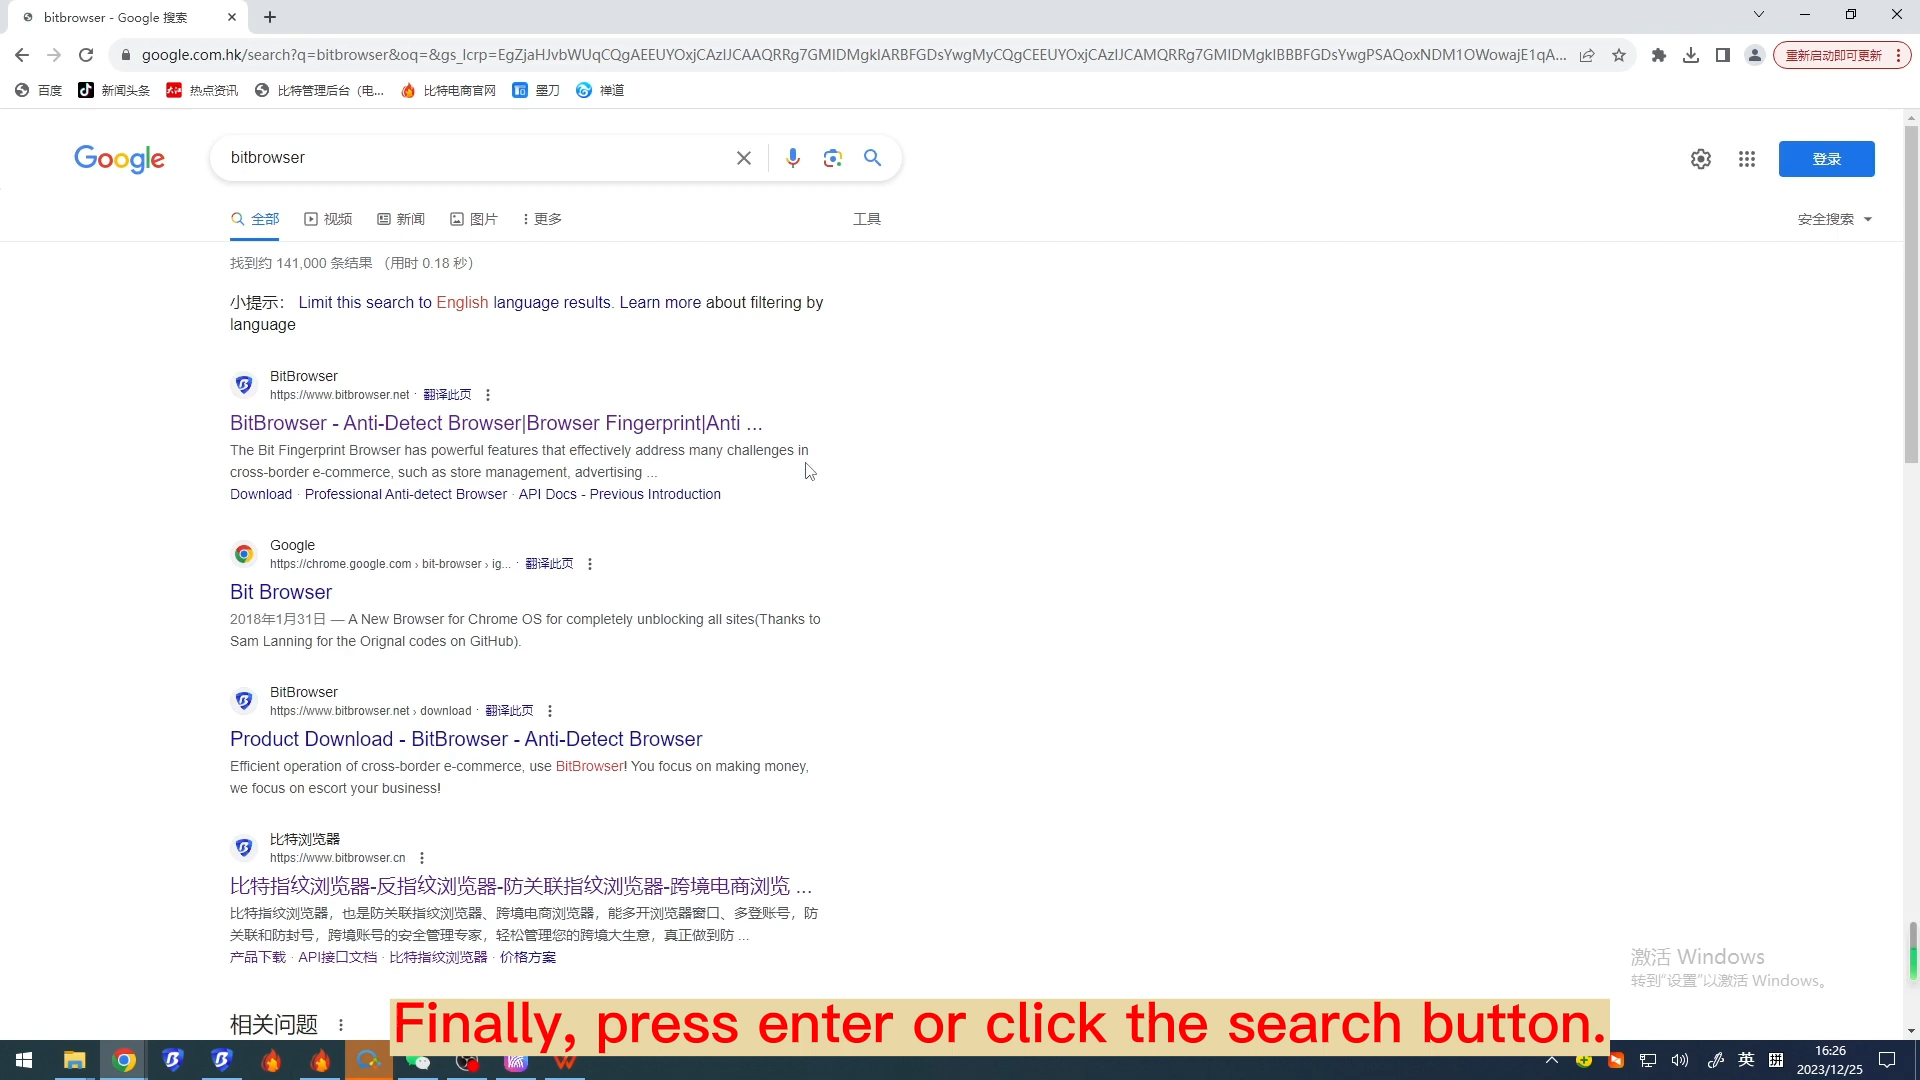 bitbrowser - Google 搜索
google.com.hk/search?q=bitbrowser&oq=&gs_lcrp=EgZjaHJvbWUqCQgAEEUYOxjCAzIJCAAQRRg7GMIDMgkIARBFGDsYwgMyCQgCEEUYOxjCAzIJCAMQRRg7GMIDMgkIBBBFGDsYwgPSAQoxNDM1OWowajE1qA...
重新启动即可更新
百度 新闻头条 热点资讯 比特管理后台（电... 比特电商官网 墨刀 禅道
Google
bitbrowser
登录
全部 视频 新闻 图片 更多 工具 安全搜索
找到约 141,000 条结果 （用时 0.18 秒）
小提示： Limit this search to English language results. Learn more about filtering by
language
BitBrowser
https://www.bitbrowser.net · 翻译此页
BitBrowser - Anti-Detect Browser|Browser Fingerprint|Anti ...
The Bit Fingerprint Browser has powerful features that effectively address many challenges in
cross-border e-commerce, such as store management, advertising ...
Download · Professional Anti-detect Browser · API Docs - Previous Introduction
Google
https://chrome.google.com › bit-browser › ig... · 翻译此页
Bit Browser
2018年1月31日 — A New Browser for Chrome OS for completely unblocking all sites(Thanks to
Sam Lanning for the Orignal codes on GitHub).
BitBrowser
https://www.bitbrowser.net › download · 翻译此页
Product Download - BitBrowser - Anti-Detect Browser
Efficient operation of cross-border e-commerce, use BitBrowser! You focus on making money,
we focus on escort your business!
比特浏览器
https://www.bitbrowser.cn
比特指纹浏览器-反指纹浏览器-防关联指纹浏览器-跨境电商浏览 ...
比特指纹浏览器，也是防关联指纹浏览器、跨境电商浏览器，能多开浏览器窗口、多登账号，防
关联和防封号，跨境账号的安全管理专家，轻松管理您的跨境大生意，真正做到防 ...
产品下载 · API接口文档 · 比特指纹浏览器 · 价格方案
激活 Windows
转到“设置”以激活 Windows。
相关问题
Finally, press enter or click the search button.
英
16:26
2023/12/25